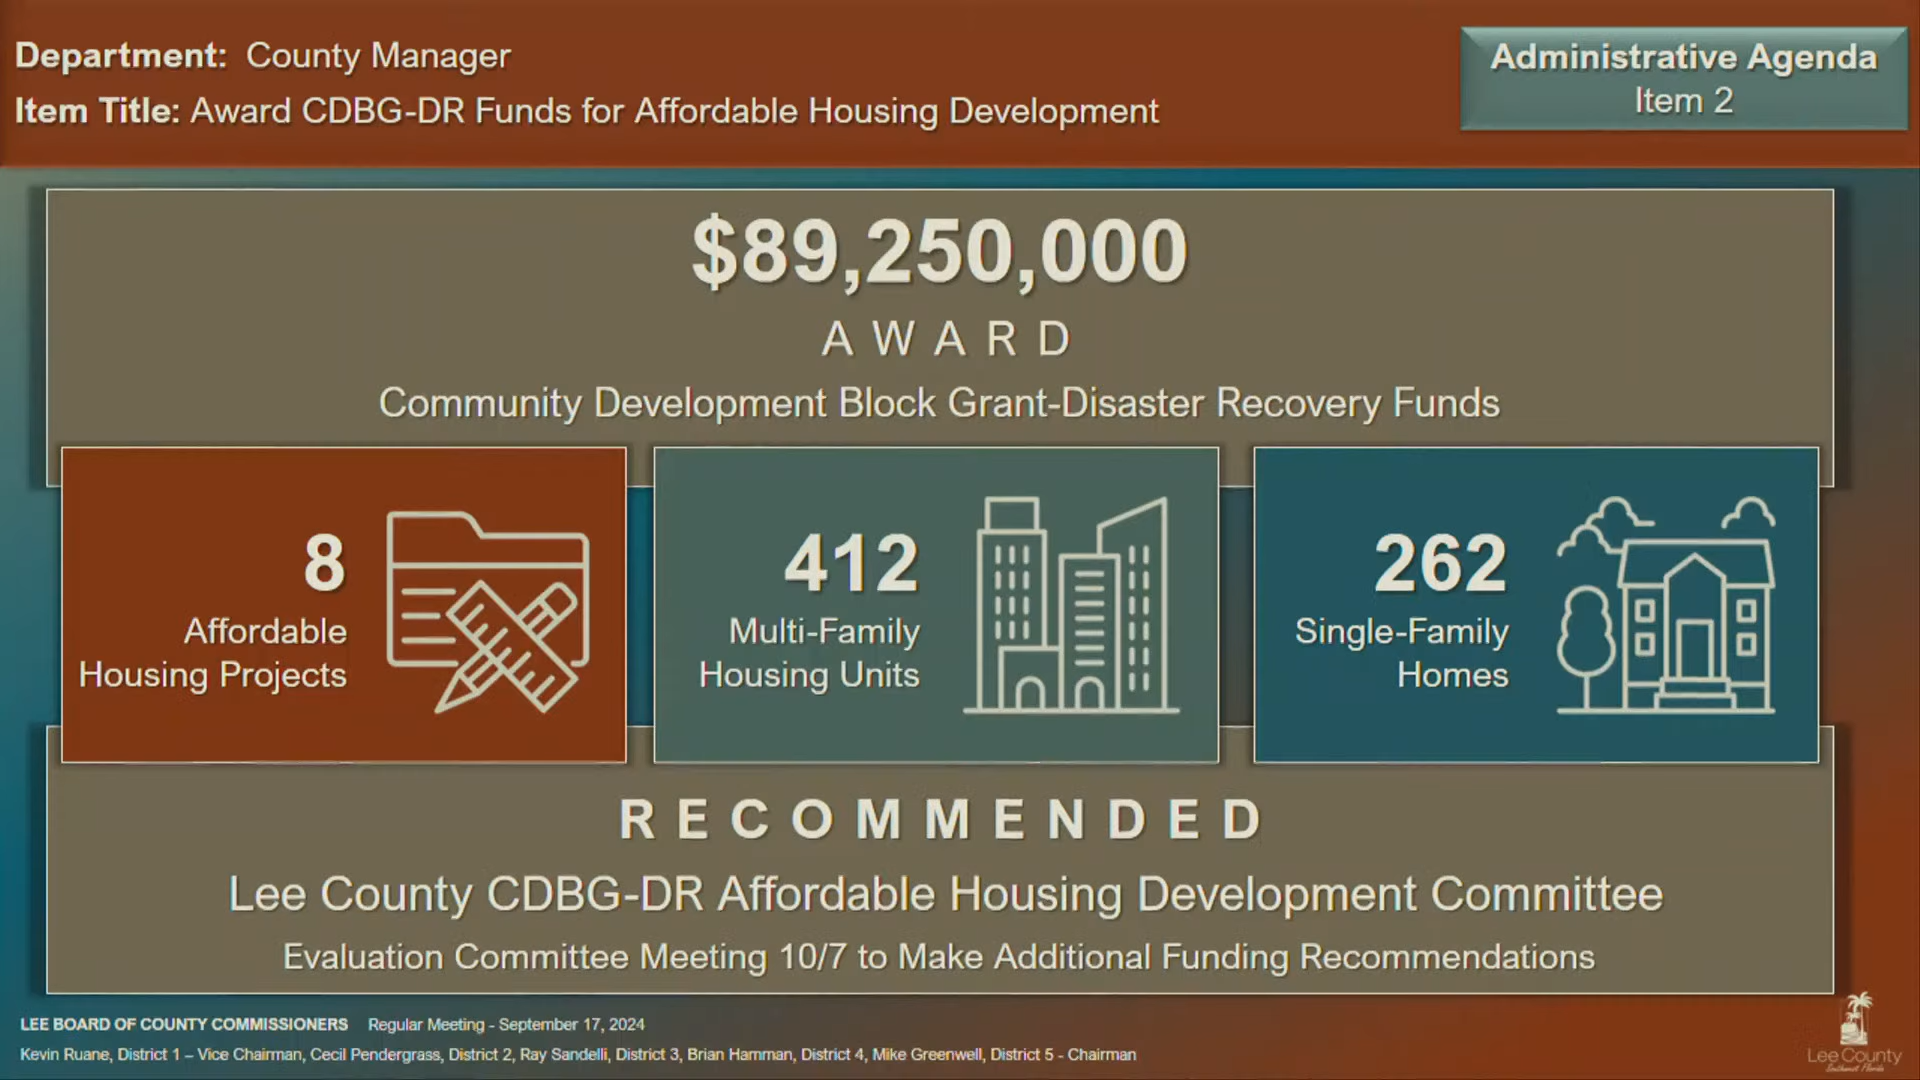 Department: County Manager
Item Title: Award CDBG-DR Funds for Affordable Housing Development
Administrative Agenda
Item 2
$89,250,000
AWARD
Community Development Block Grant-Disaster Recovery Funds
8
Affordable
Housing Projects
412
Multi-Family
Housing Units
262
Single-Family
Homes
RECOMMENDED
Lee County CDBG-DR Affordable Housing Development Committee
Evaluation Committee Meeting 10/7 to Make Additional Funding Recommendations
LEE BOARD OF COUNTY COMMISSIONERS Regular Meeting - September 17, 2024
Kevin Ruane, District 1 – Vice Chairman, Cecil Pendergrass, District 2, Ray Sandelli, District 3, Brian Hamman, District 4, Mike Greenwell, District 5 - Chairman
Lee County
Southwest Florida